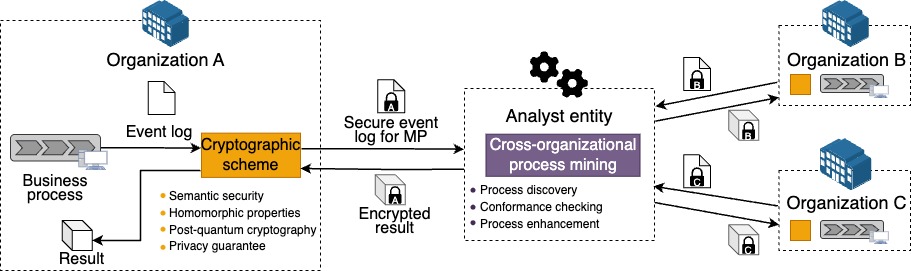 Organization A
Event log
Business
process
Cryptographic
scheme
Semantic security
Homomorphic properties
Post-quantum cryptography
Privacy guarantee
Result
A
Secure event
log for MP
A
Encrypted
result
Analyst entity
Cross-organizational
process mining
Process discovery
Conformance checking
Process enhancement
B
B
Organization B
C
C
Organization C